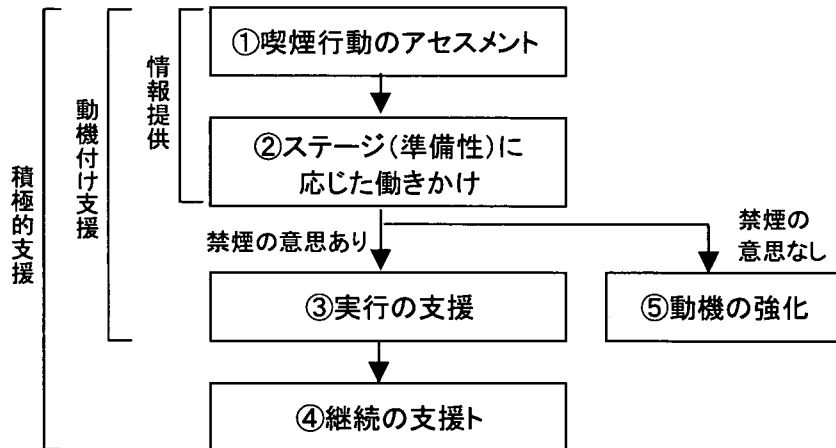 ①喫煙行動のアセスメント
情報提供
動機付け支援
積極的支援
②ステージ(準備性)に
応じた働きかけ
禁煙の意思あり
禁煙の
意思なし
③実行の支援
⑤動機の強化
④継続の支援ト